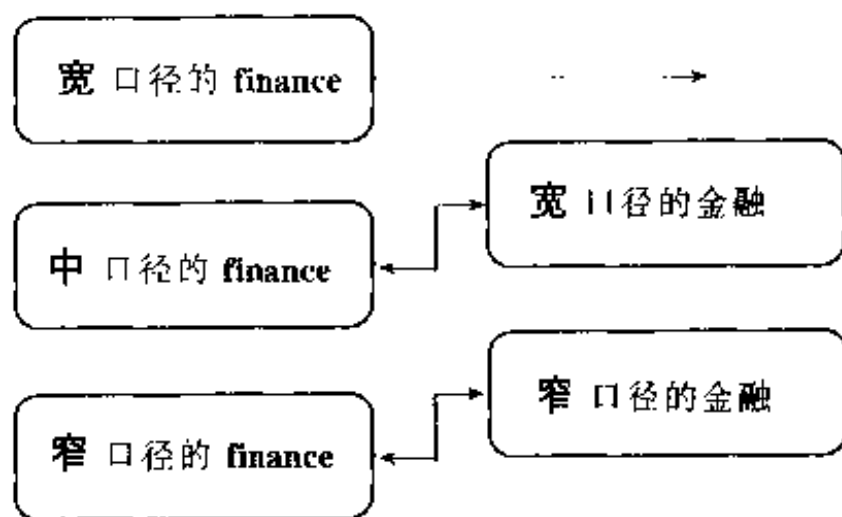 宽 口径的 finance
宽 口径的金融
中 口径的 finance
窄 口径的金融
窄 口径的 finance